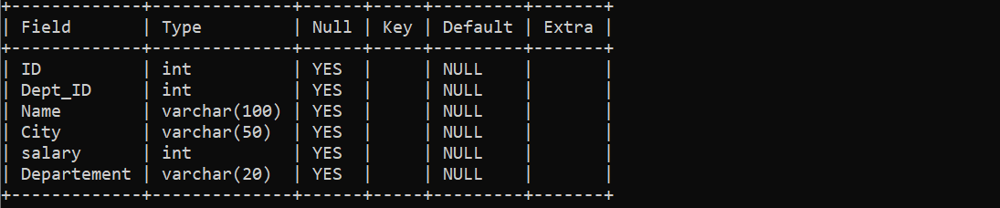 +-------------+--------------+------+-----+---------+-------+
| Field       | Type         | Null | Key | Default | Extra |
+-------------+--------------+------+-----+---------+-------+
| ID          | int          | YES  |     | NULL    |       |
| Dept_ID     | int          | YES  |     | NULL    |       |
| Name        | varchar(100) | YES  |     | NULL    |       |
| City        | varchar(50)  | YES  |     | NULL    |       |
| salary      | int          | YES  |     | NULL    |       |
| Departement | varchar(20)  | YES  |     | NULL    |       |
+-------------+--------------+------+-----+---------+-------+